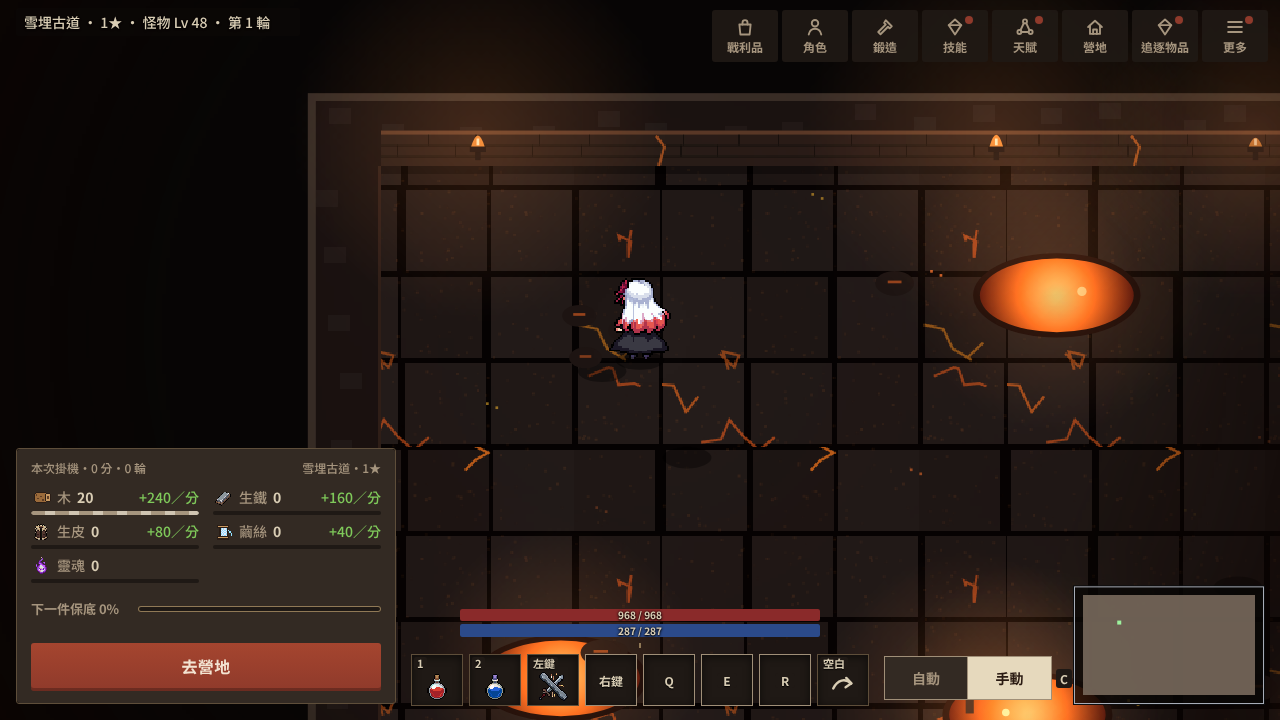 雪埋古道 · 1★ · 怪物 Lv 48 · 第 1 輪
戰利品
角色
鍛造
技能
天賦
營地
追逐物品
更多
本次掛機 · 0 分 · 0 輪
雪埋古道 · 1★
木 20 +240／分
生鐵 0 +160／分
生皮 0 +80／分
繭絲 0 +40／分
靈魂 0
下一件保底 0%
去營地
968 / 968
287 / 287
1
2
左鍵
右鍵
Q
E
R
空白
自動
手動
C